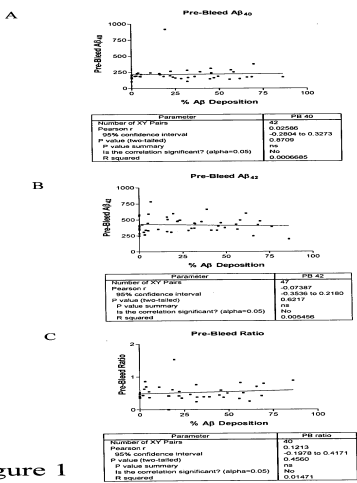 A
Pre-Bleed Aβ40
1000
750
500
250
0
Pre-Bleed Aβ40
0 25 50 75 100
% Aβ Deposition
Parameter PB 40
Number of XY Pairs 42
Pearson r 0.02586
95% confidence interval -0.2804 to 0.3273
P value (two-tailed) 0.8709
P value summary ns
Is the correlation significant? (alpha=0.05) No
R squared 0.0006685
B
Pre-Bleed Aβ42
1000
750
500
250
0
Pre-Bleed Aβ42
0 25 50 75 100
% Aβ Deposition
Parameter PB 42
Number of XY Pairs 47
Pearson r -0.07387
95% confidence interval -0.3536 to 0.2180
P value (two-tailed) 0.6217
P value summary ns
Is the correlation significant? (alpha=0.05) No
R squared 0.005456
C
Pre-Bleed Ratio
2
1
0
Pre-Bleed Ratio
0 25 50 75 100
% Aβ Deposition
Parameter PB ratio
Number of XY Pairs 40
Pearson r 0.1213
95% confidence interval -0.1978 to 0.4171
P value (two-tailed) 0.4560
P value summary ns
Is the correlation significant? (alpha=0.05) No
R squared 0.01471
gure 1